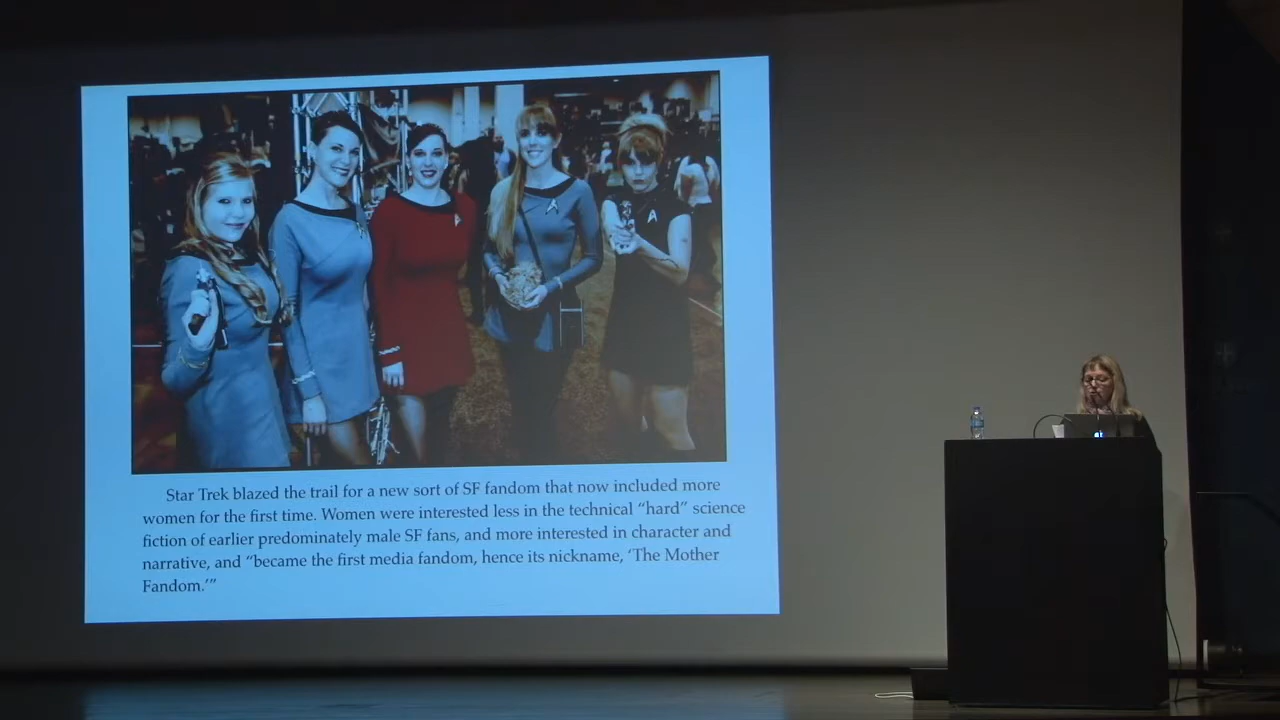 Star Trek blazed the trail for a new sort of SF fandom that now included more
women for the first time. Women were interested less in the technical “hard” science
fiction of earlier predominately male SF fans, and more interested in character and
narrative, and “became the first media fandom, hence its nickname, ‘The Mother
Fandom.’”